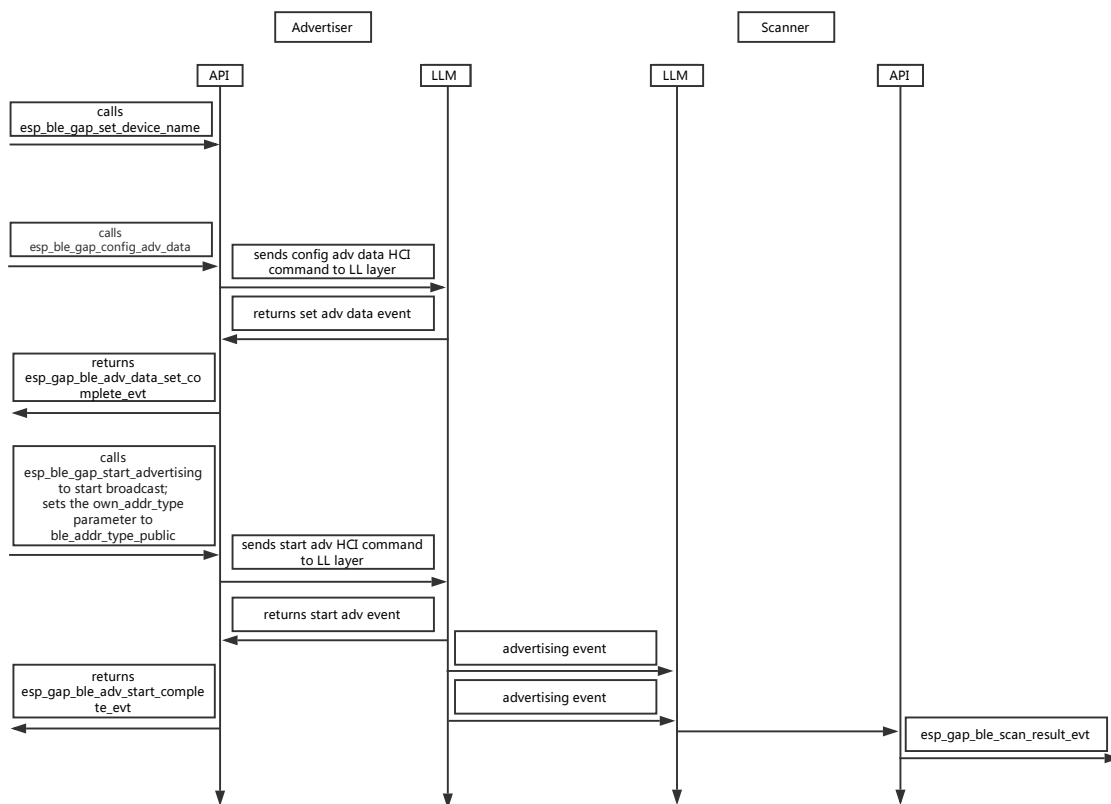 Advertiser
Scanner
API
LLM
LLM
API
calls
esp_ble_gap_set_device_name
calls
esp_ble_gap_config_adv_data
sends config adv data HCI
command to LL layer
returns set adv data event
returns
esp_gap_ble_adv_data_set_co
mplete_evt
calls
esp_ble_gap_start_advertising
to start broadcast;
sets the own_addr_type
parameter to
ble_addr_type_public
sends start adv HCI command
to LL layer
returns start adv event
advertising event
returns
esp_gap_ble_adv_start_comple
te_evt
advertising event
esp_gap_ble_scan_result_evt